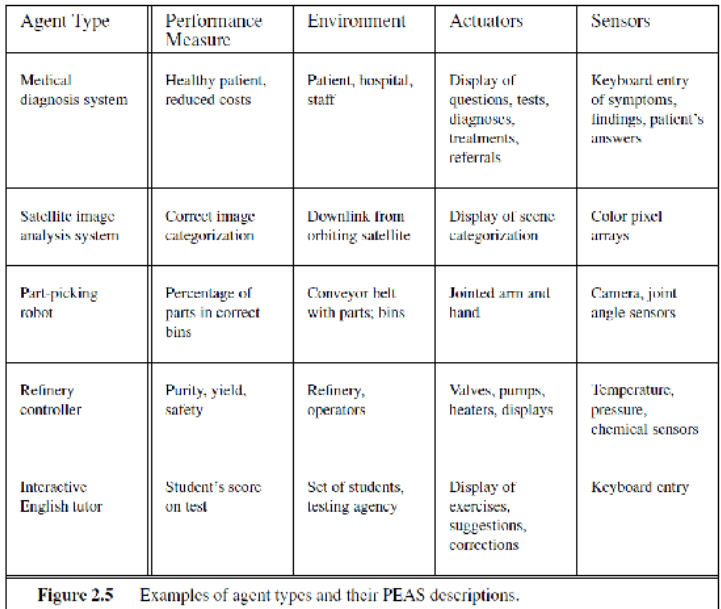 Agent Type
Performance
Measure
Environment
Actuators
Sensors
Medical
diagnosis system
Healthy patient,
reduced costs
Patient, hospital,
staff
Display of
questions, tests,
diagnoses,
treatments,
referrals
Keyboard entry
of symptoms,
findings, patient's
answers
Satellite image
analysis system
Correct image
categorization
Downlink from
orbiting satellite
Display of scene
categorization
Color pixel
arrays
Part-picking
robot
Percentage of
parts in correct
bins
Conveyor belt
with parts; bins
Jointed arm and
hand
Camera, joint
angle sensors
Refinery
controller
Purity, yield,
safety
Refinery,
operators
Valves, pumps,
heaters, displays
Temperature,
pressure,
chemical sensors
Interactive
English tutor
Student's score
on test
Set of students,
testing agency
Display of
exercises,
suggestions,
corrections
Keyboard entry
Figure 2.5 Examples of agent types and their PEAS descriptions.